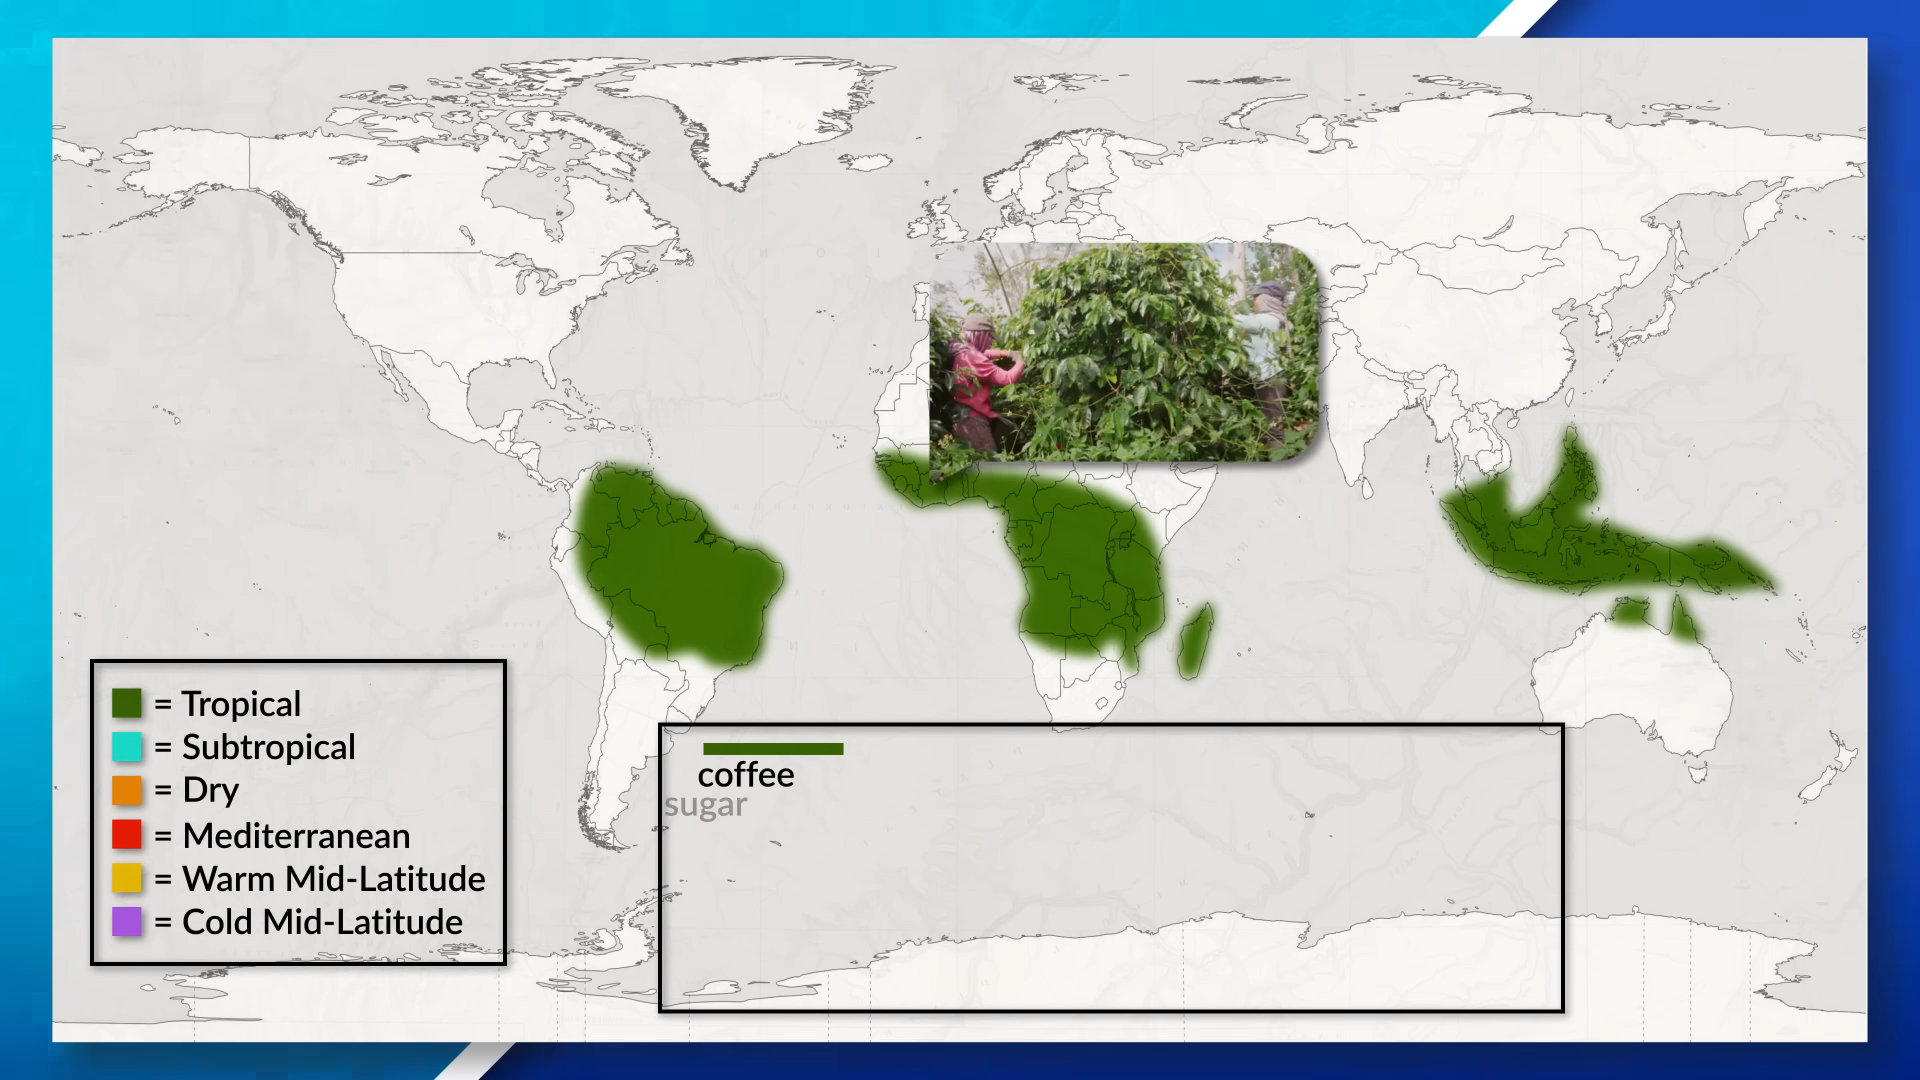 = Tropical
= Subtropical
= Dry
= Mediterranean
= Warm Mid-Latitude
= Cold Mid-Latitude
coffee
sugar